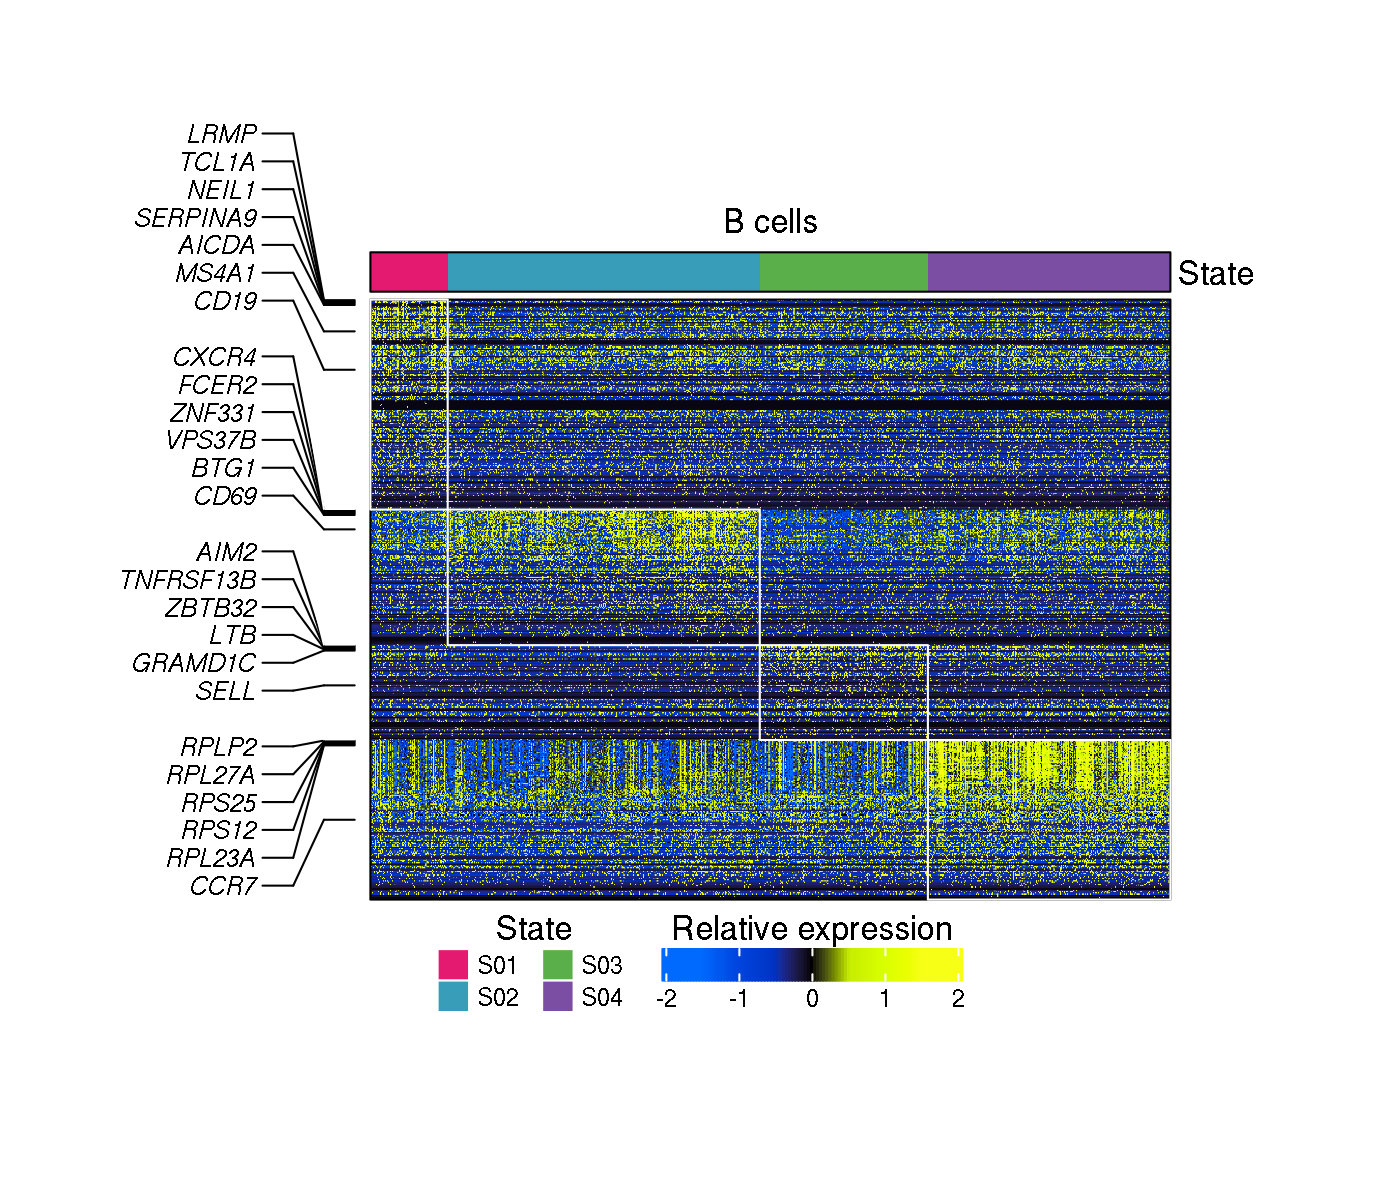 LRMP
TCL1A
NEIL1
SERPINA9
AICDA
MS4A1
CD19
CXCR4
FCER2
ZNF331
VPS37B
BTG1
CD69
AIM2
TNFRSF13B
ZBTB32
LTB
GRAMD1C
SELL
RPLP2
RPL27A
RPS25
RPS12
RPL23A
CCR7
B cells
State
State
S01 S03
S02 S04
Relative expression
-2 -1 0 1 2